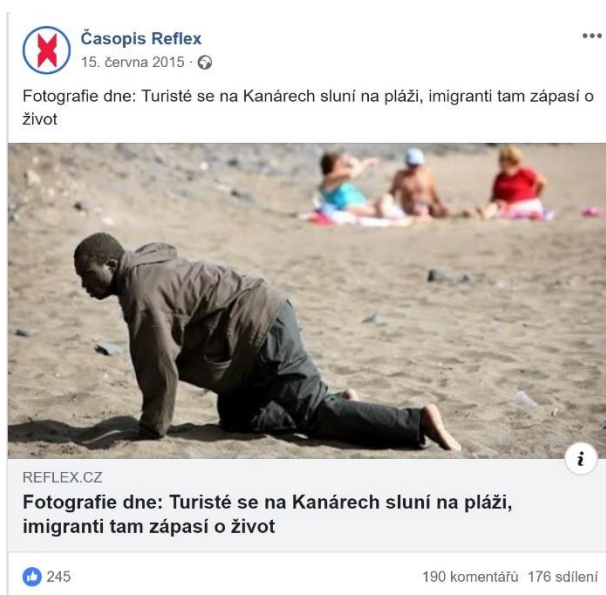 Časopis Reflex
15. června 2015 ·
Fotografie dne: Turisté se na Kanárech sluní na pláži, imigranti tam zápasí o
život
i
REFLEX.CZ
Fotografie dne: Turisté se na Kanárech sluní na pláži,
imigranti tam zápasí o život
245
190 komentářů 176 sdílení